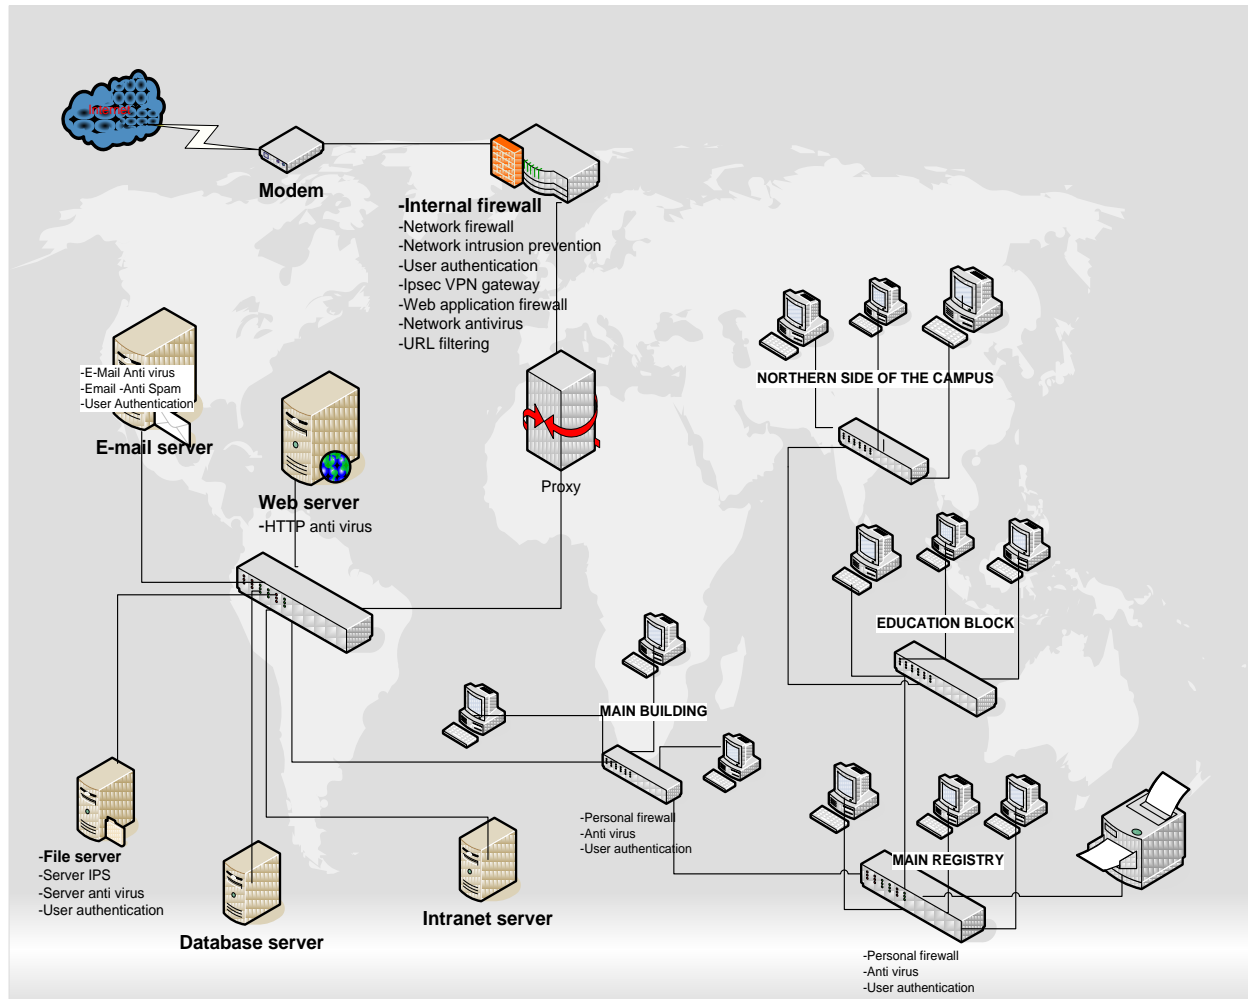 Internet
Modem
-Internal firewall
-Network firewall
-Network intrusion prevention
-User authentication
-Ipsec VPN gateway
-Web application firewall
-Network antivirus
-URL filtering
-E-Mail Anti virus
-Email -Anti Spam
-User Authentication
E-mail server
Web server
-HTTP anti virus
Proxy
NORTHERN SIDE OF THE CAMPUS
EDUCATION BLOCK
MAIN BUILDING
-Personal firewall
-Anti virus
-User authentication
MAIN REGISTRY
-Personal firewall
-Anti virus
-User authentication
-File server
-Server IPS
-Server anti virus
-User authentication
Database server
Intranet server